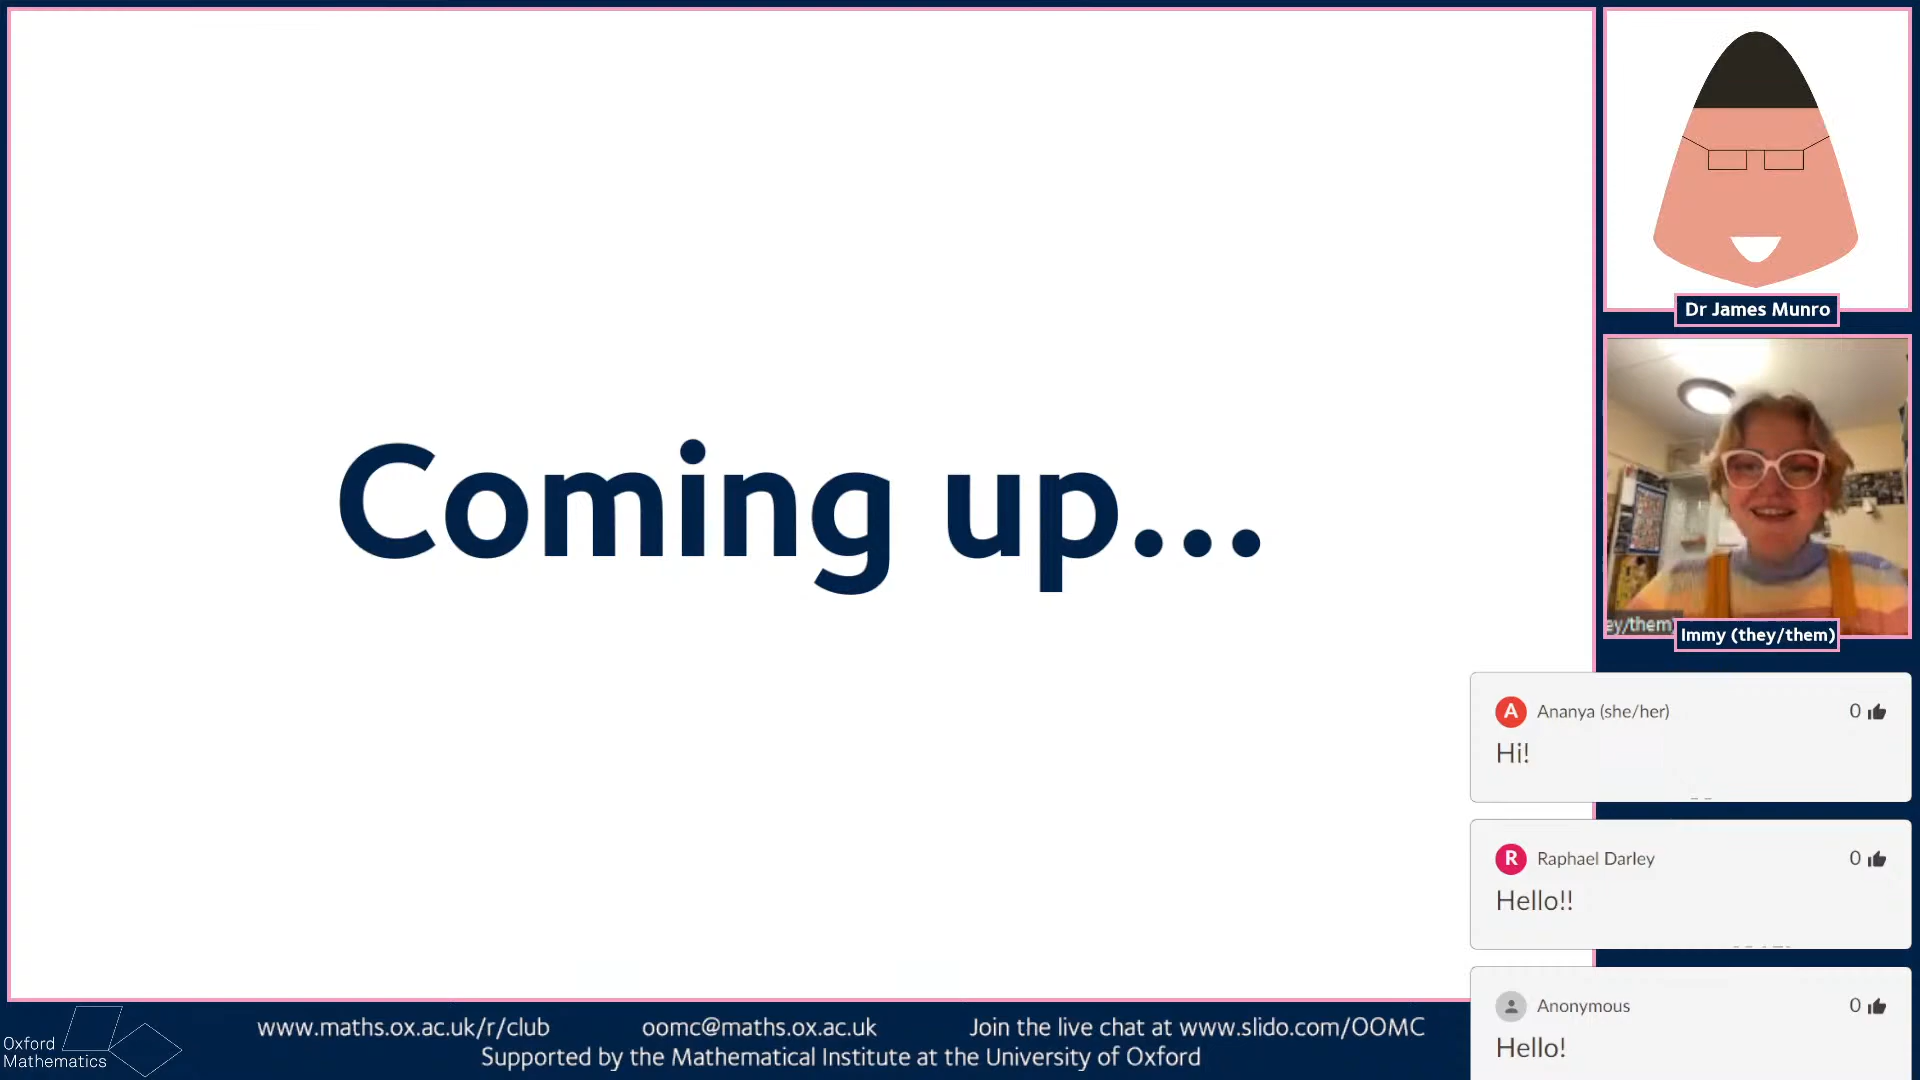 Coming up...
Dr James Munro
ey/them)
Immy (they/them)
A Ananya (she/her) 0
Hi!
R Raphael Darley 0
Hello!!
Anonymous 0
Hello!
Oxford
Mathematics
www.maths.ox.ac.uk/r/club oomc@maths.ox.ac.uk Join the live chat at www.slido.com/OOMC
Supported by the Mathematical Institute at the University of Oxford